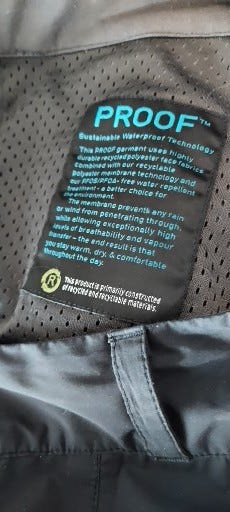 PROOF™
Sustainable Waterproof Technology
This PROOF garment uses highly
durable recycled polyester face fabrics
combined with our recyclable
Polyester membrane technology and
our PFOS/PFOA- free water repellent
treatment - a better choice for
the environment.
The membrane prevents any rain
or wind from penetrating through,
while allowing exceptionally high
levels of breathability and vapour
transfer - the end result is that
you stay warm, dry, & comfortable
throughout the day.
R
This product is primarily constructed
of recycled and recyclable materials.